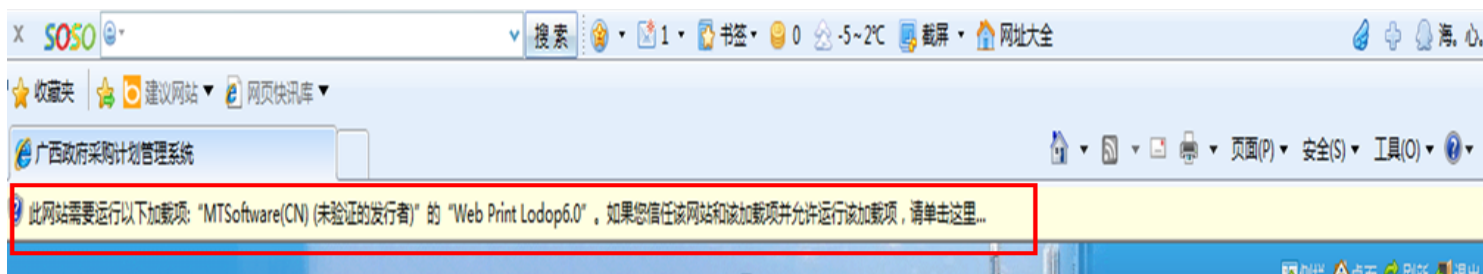 x SOSO 搜索 1 书签 0 -5~2℃ 截屏 网址大全 海。心。
收藏夹 建议网站 网页快讯库
广西政府采购计划管理系统 页面(P) 安全(S) 工具(O)
此网站需要运行以下加载项: “MTSoftware(CN) (未验证的发行者)” 的 “Web Print Lodop6.0” 。如果您信任该网站和该加载项并允许运行该加载项，请单击这里...